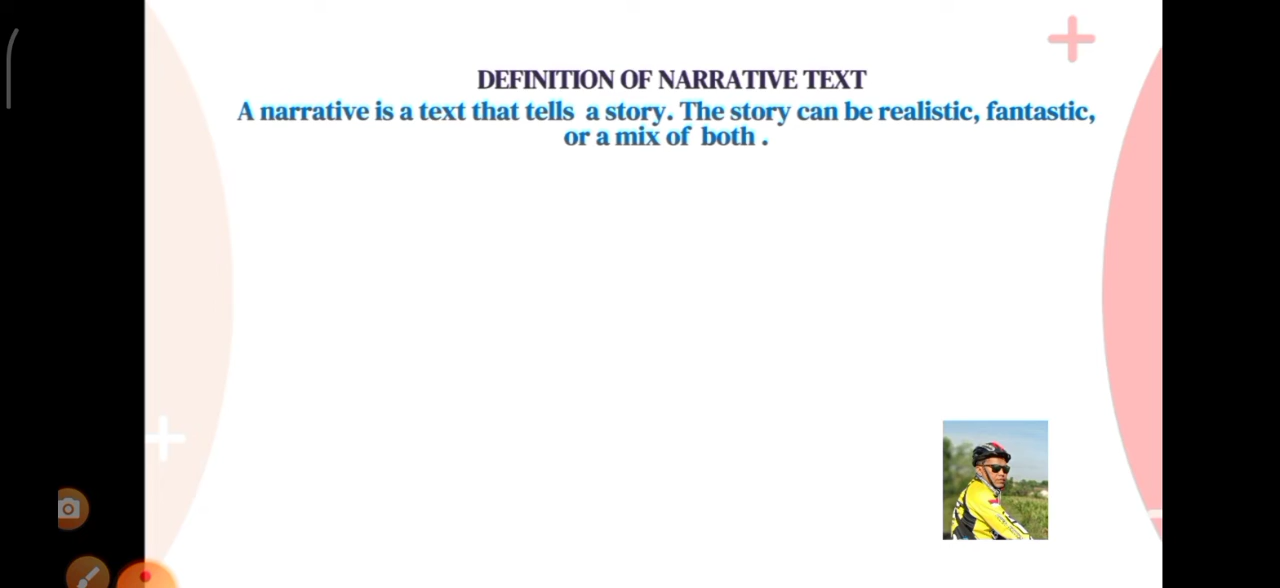 DEFINITION OF NARRATIVE TEXT
A narrative is a text that tells a story. The story can be realistic, fantastic,
or a mix of both .